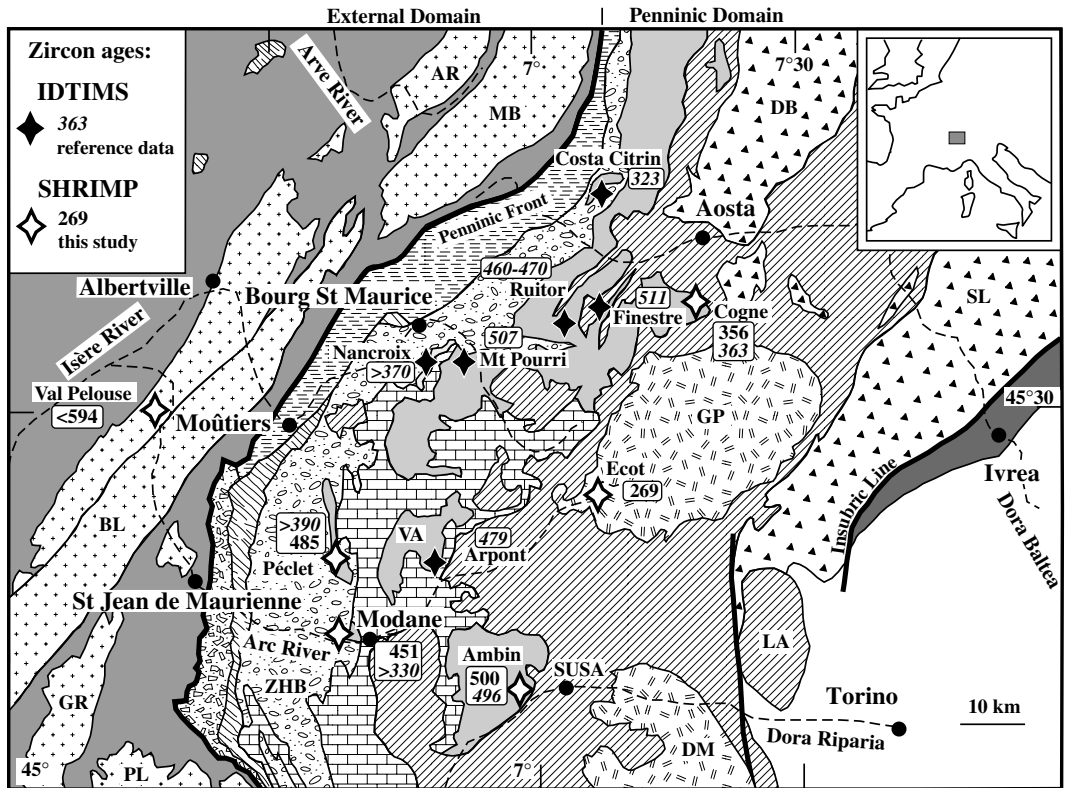 External Domain
Penninic Domain
Zircon ages:
IDTIMS
363
reference data
SHRIMP
269
this study
Arve River
AR
MB
7°
7°30
DB
Costa Citrin
323
Penninic Front
Aosta
Albertville
460-470
Ruitor
Bourg St Maurice
511
Finestre
Cogne
356
363
SL
Isère River
507
Nancroix
>370
Mt Pourri
Val Pelouse
<594
45°30
Moûtiers
GP
Ivrea
Ecot
269
Insubric Line
Dora Baltea
BL
>390
485
Péclet
VA
479
Arpont
St Jean de Maurienne
Modane
Arc River
451
>330
Ambin
500
496
SUSA
LA
ZHB
GR
Torino
10 km
Dora Riparia
DM
45°
PL
7°